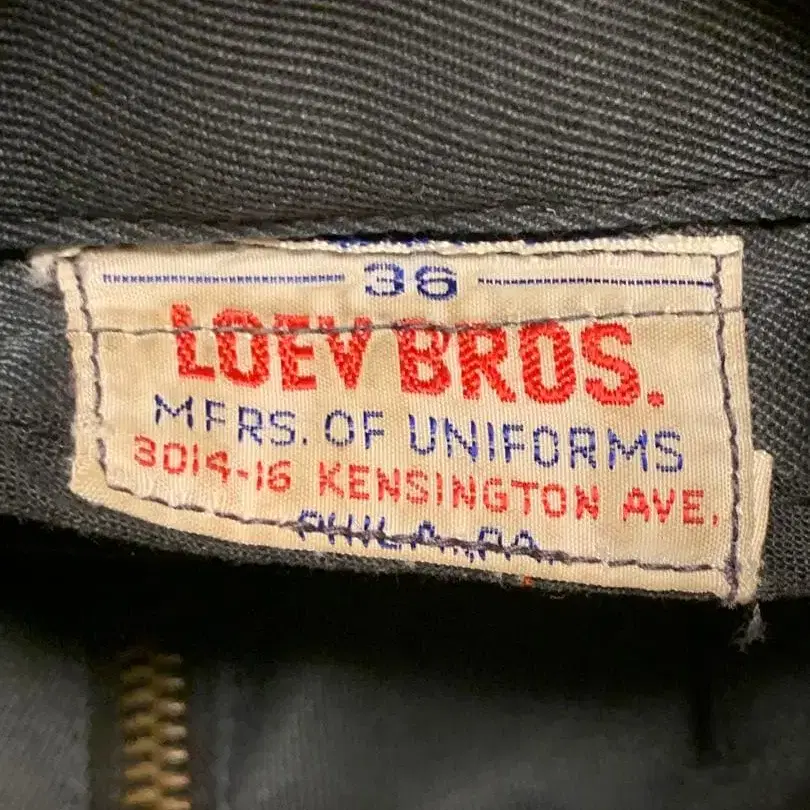 36
LOEV BROS.
MFRS. OF UNIFORMS
3014-16 KENSINGTON AVE.
PHILA., PA.